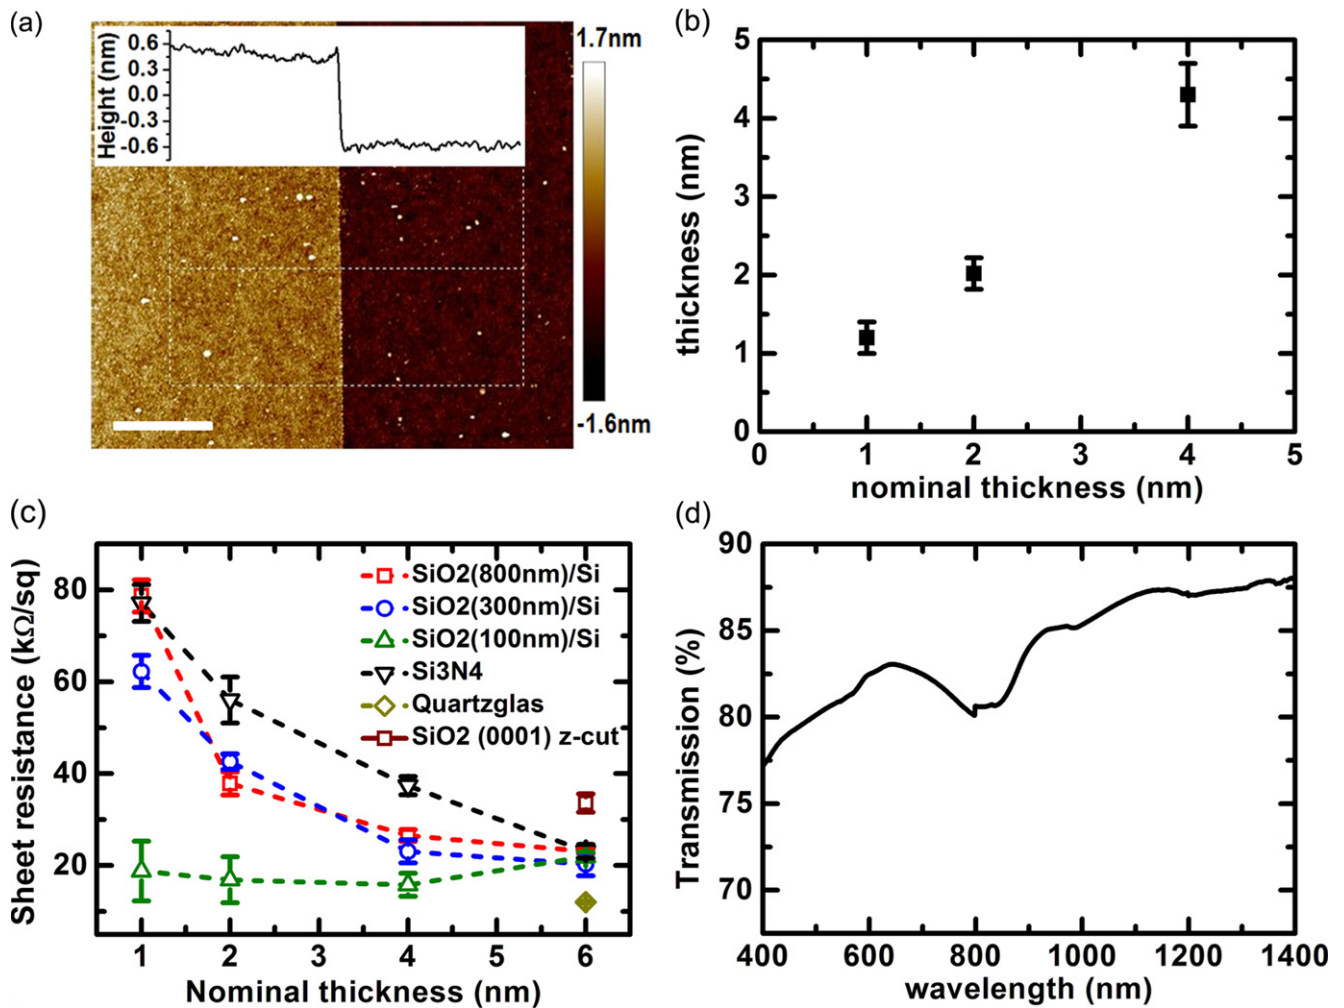 (a)
Height (nm)
0.6
0.3
0.0
-0.3
-0.6
1.7nm
-1.6nm
(b)
thickness (nm)
5
4
3
2
1
0
0 1 2 3 4 5
nominal thickness (nm)
(c)
Sheet resistance (kΩ/sq)
80
60
40
20
SiO2(800nm)/Si
SiO2(300nm)/Si
SiO2(100nm)/Si
Si3N4
Quartzglas
SiO2 (0001) z-cut
1 2 3 4 5 6
Nominal thickness (nm)
(d)
Transmission (%)
90
85
80
75
70
400 600 800 1000 1200 1400
wavelength (nm)